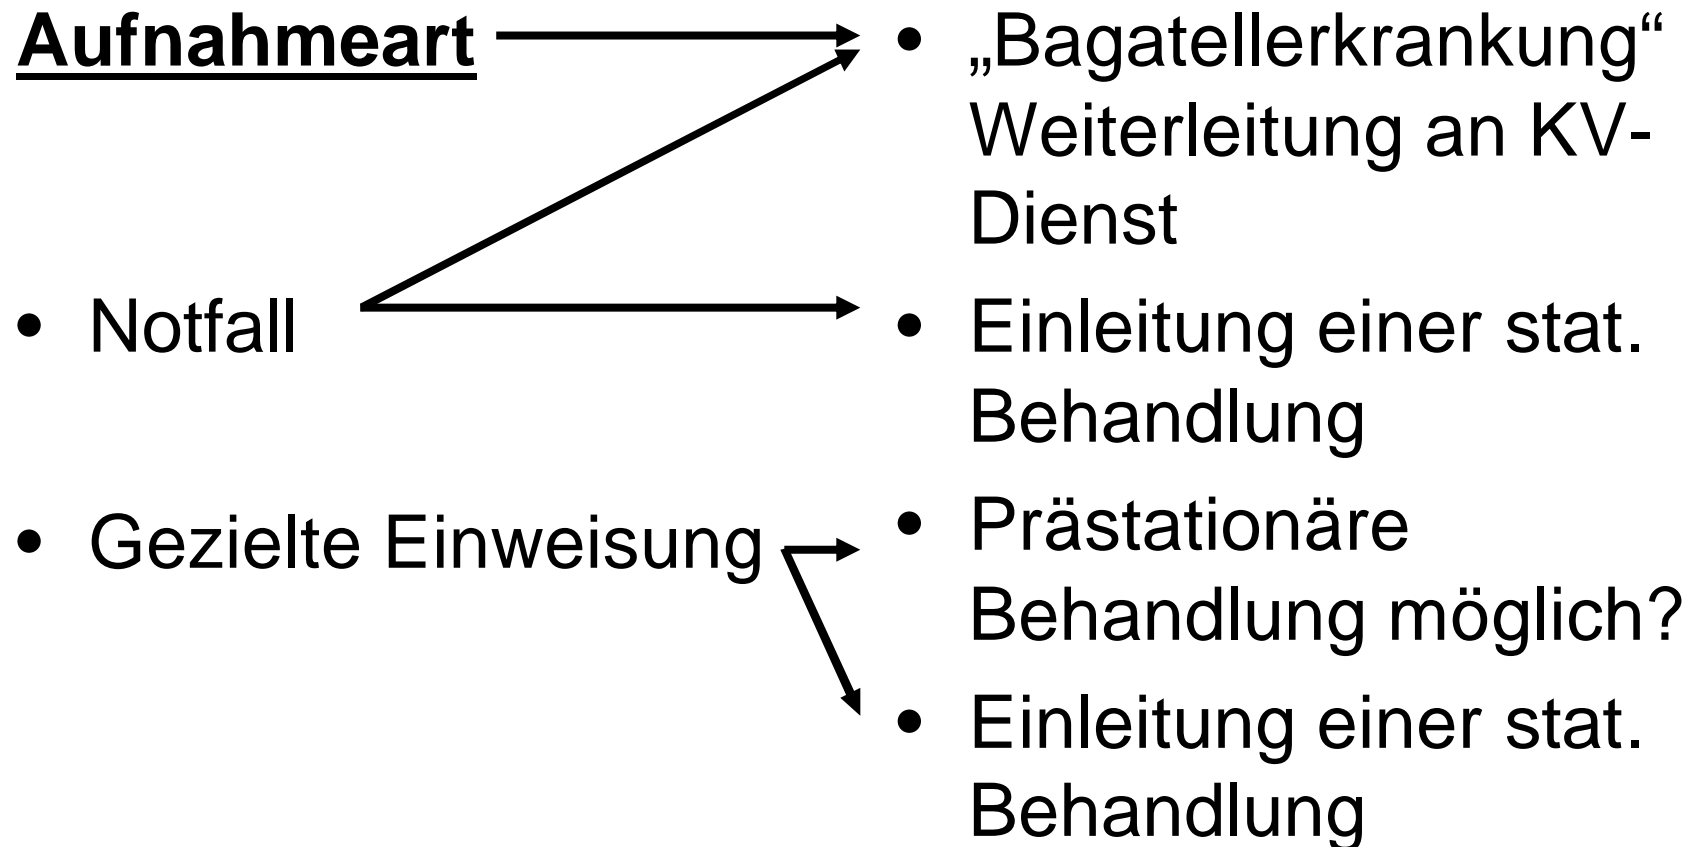 Aufnahmeart
• Notfall
• Gezielte Einweisung
• „Bagatellerkrankung“
Weiterleitung an KV-
Dienst
• Einleitung einer stat.
Behandlung
• Prästationäre
Behandlung möglich?
• Einleitung einer stat.
Behandlung